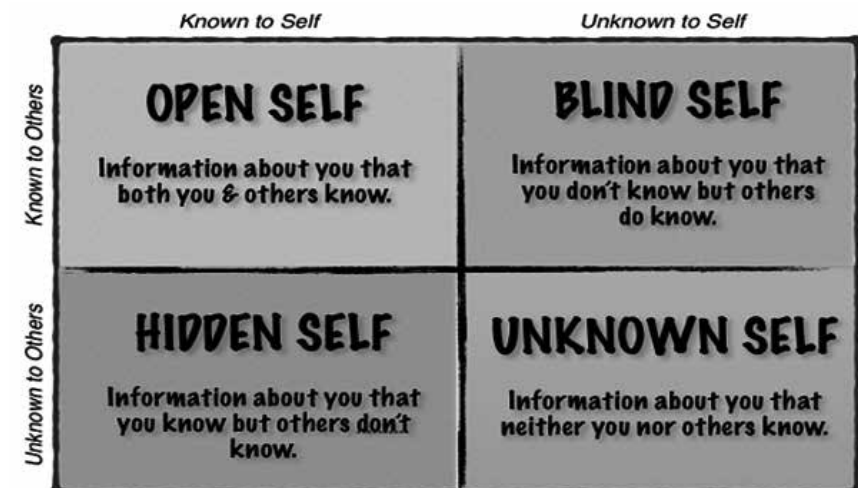 Known to Self
Unknown to Self
Known to Others
OPEN SELF
Information about you that
both you & others know.
BLIND SELF
Information about you that
you don't know but others
do know.
Unknown to Others
HIDDEN SELF
Information about you that
you know but others don't
know.
UNKNOWN SELF
Information about you that
neither you nor others know.